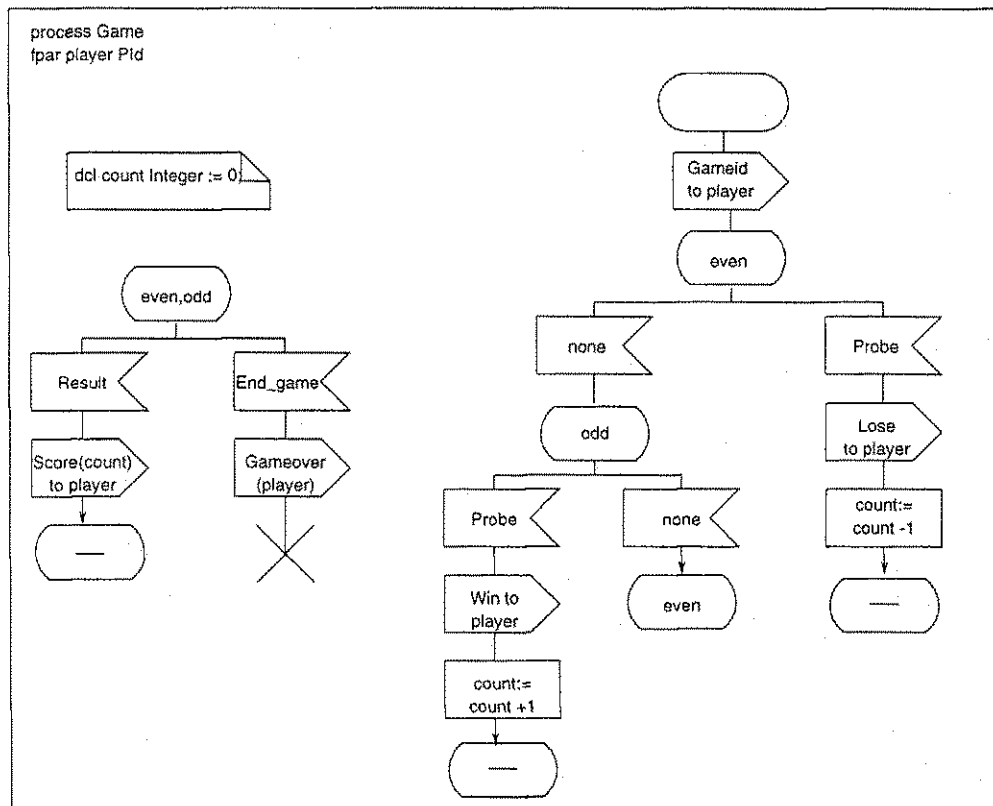 process Game
fpar player PId
dcl count Integer := 0;
Gameid
to player
even
even,odd
none
Probe
Result
End_game
odd
Lose
to player
Score(count)
to player
Gameover
(player)
Probe
none
count:=
count -1
Win to
player
even
count:=
count +1